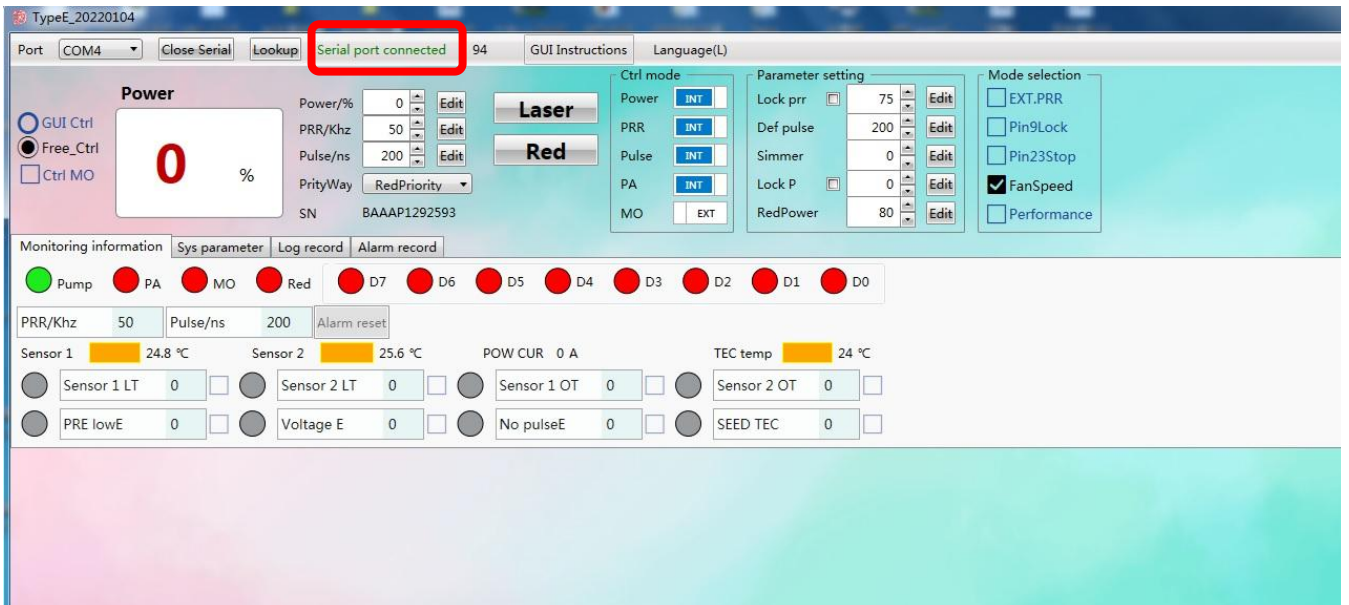 TypeE_20220104
Port COM4 Close Serial Lookup Serial port connected 94 GUI Instructions Language(L)
Ctrl mode Parameter setting Mode selection
Power Power/% 0 Edit Laser Power INT Lock prr 75 Edit EXT.PRR
GUI Ctrl PRR/Khz 50 Edit PRR INT Def pulse 200 Edit Pin9Lock
Free_Ctrl 0 % Pulse/ns 200 Edit Red Pulse INT Simmer 0 Edit Pin23Stop
Ctrl MO PrityWay RedPriority PA INT Lock P 0 Edit FanSpeed
SN BAAAP1292593 MO EXT RedPower 80 Edit Performance
Monitoring information Sys parameter Log record Alarm record
Pump PA MO Red D7 D6 D5 D4 D3 D2 D1 D0
PRR/Khz 50 Pulse/ns 200 Alarm reset
Sensor 1 24.8 ℃ Sensor 2 25.6 ℃ POW CUR 0 A TEC temp 24 ℃
Sensor 1 LT 0 Sensor 2 LT 0 Sensor 1 OT 0 Sensor 2 OT 0
PRE lowE 0 Voltage E 0 No pulseE 0 SEED TEC 0